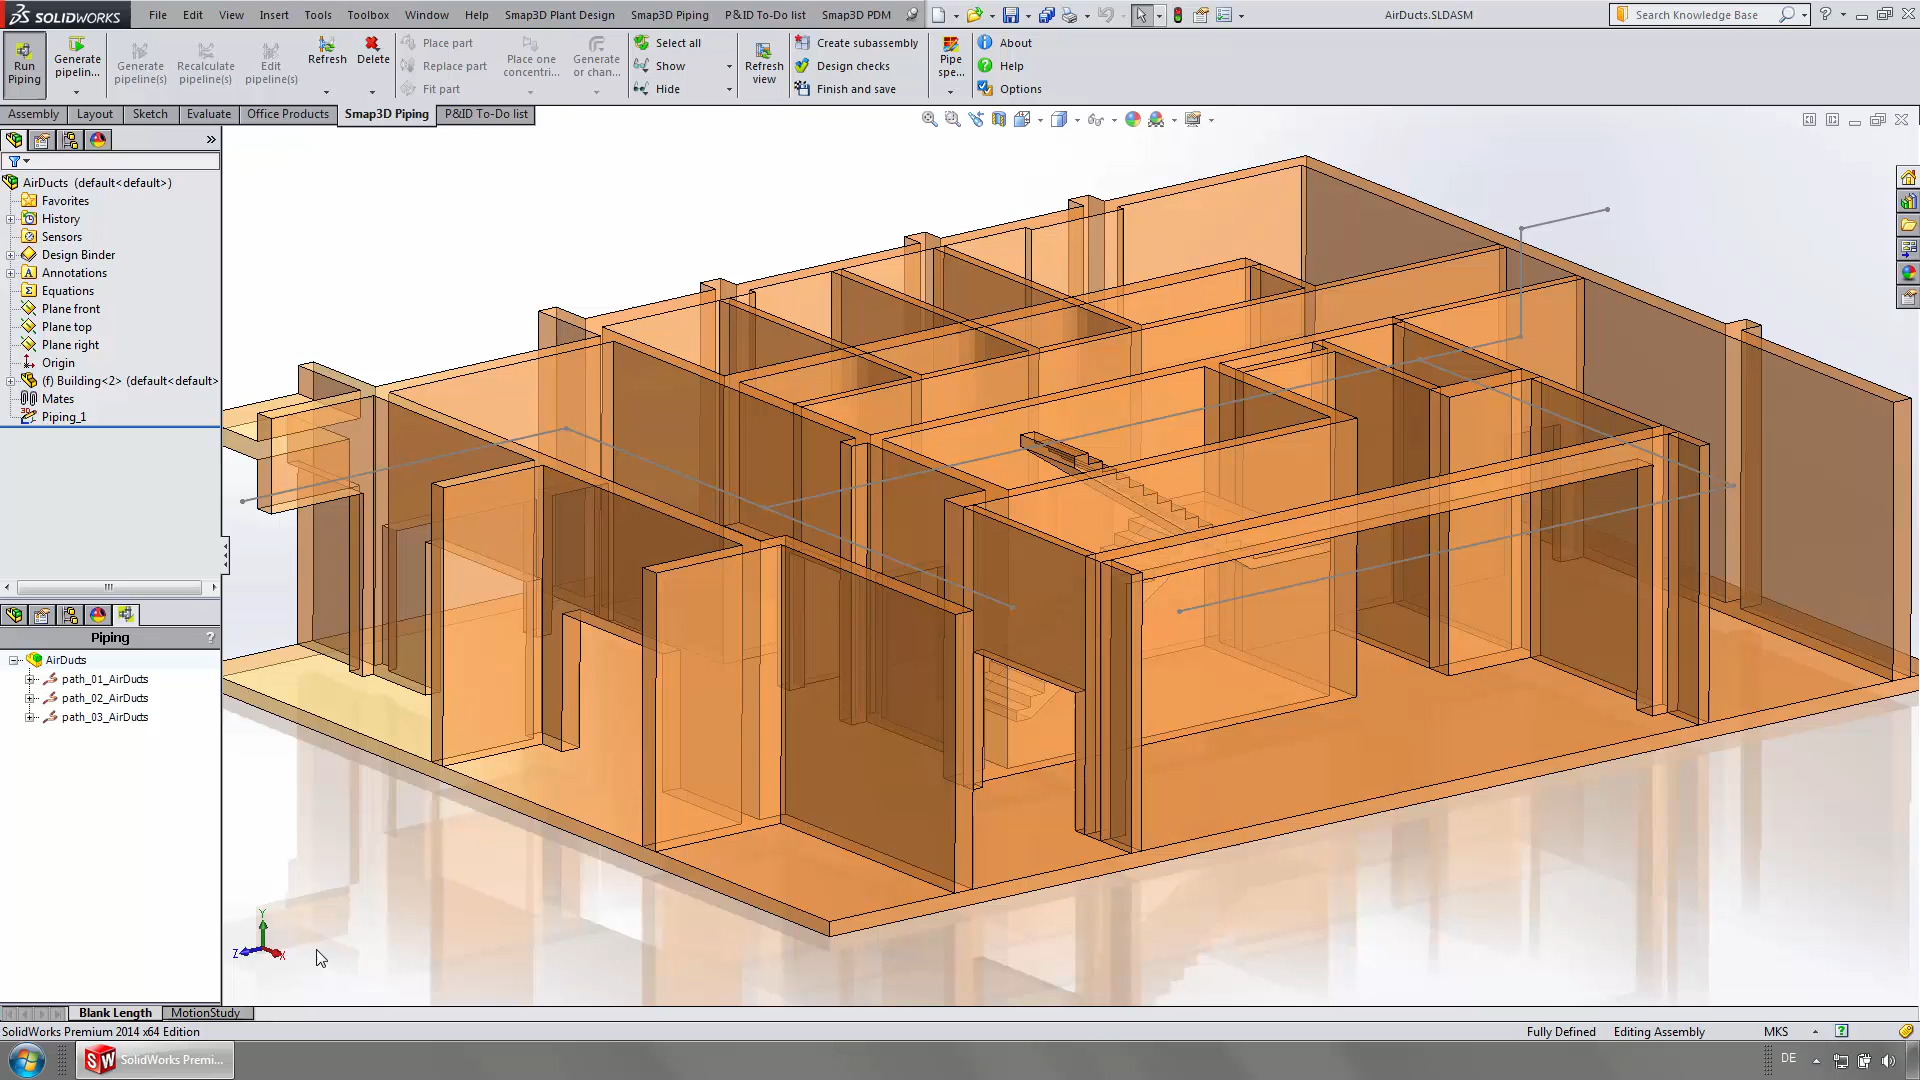 SOLIDWORKS File Edit View Insert Tools Toolbox Window Help Smap3D Plant Design Smap3D Piping P&ID To-Do list Smap3D PDM AirDucts.SLDASM Search Knowledge Base
Run Piping
Generate pipelin...
Generate pipeline(s)
Recalculate pipeline(s)
Edit pipeline(s)
Refresh
Delete
Place part
Replace part
Fit part
Place one concentri...
Generate or chan...
Select all
Show
Hide
Refresh view
Create subassembly
Design checks
Finish and save
Pipe spe...
About
Help
Options
Assembly Layout Sketch Evaluate Office Products Smap3D Piping P&ID To-Do list
AirDucts (default<default>)
Favorites
History
Sensors
Design Binder
Annotations
Equations
Plane front
Plane top
Plane right
Origin
(f) Building<2> (default<default>
Mates
Piping_1
Piping ?
AirDucts
path_01_AirDucts
path_02_AirDucts
path_03_AirDucts
Y
Z
X
Blank Length MotionStudy
SolidWorks Premium 2014 x64 Edition Fully Defined Editing Assembly MKS
SW SolidWorks Premi... DE